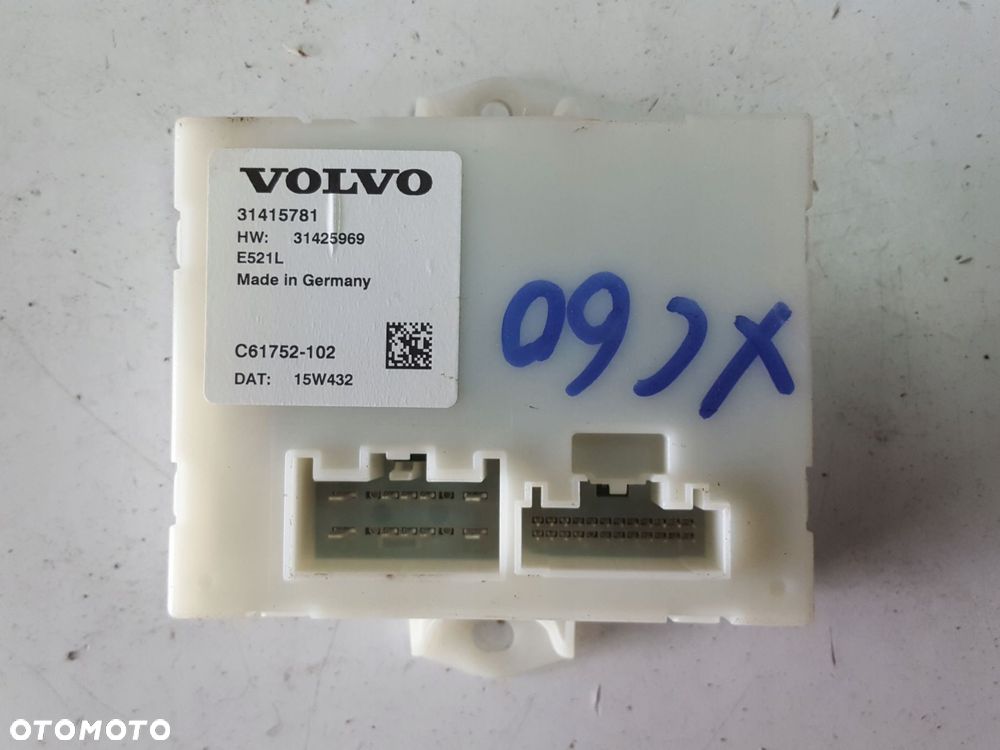 VOLVO
31415781
HW: 31425969
E521L
Made in Germany
C61752-102
DAT: 15W432
XC60
OTOMOTO